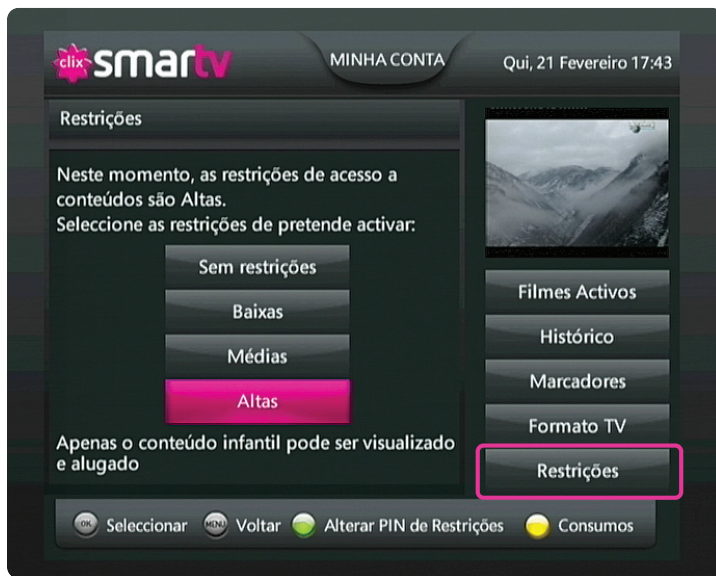 clix smartv
MINHA CONTA
Qui, 21 Fevereiro 17:43
Restrições
Neste momento, as restrições de acesso a
conteúdos são Altas.
Seleccione as restrições de pretende activar:
Sem restrições
Baixas
Médias
Altas
Apenas o conteúdo infantil pode ser visualizado
e alugado
Filmes Activos
Histórico
Marcadores
Formato TV
Restrições
OK Seleccionar MENU Voltar Alterar PIN de Restrições Consumos